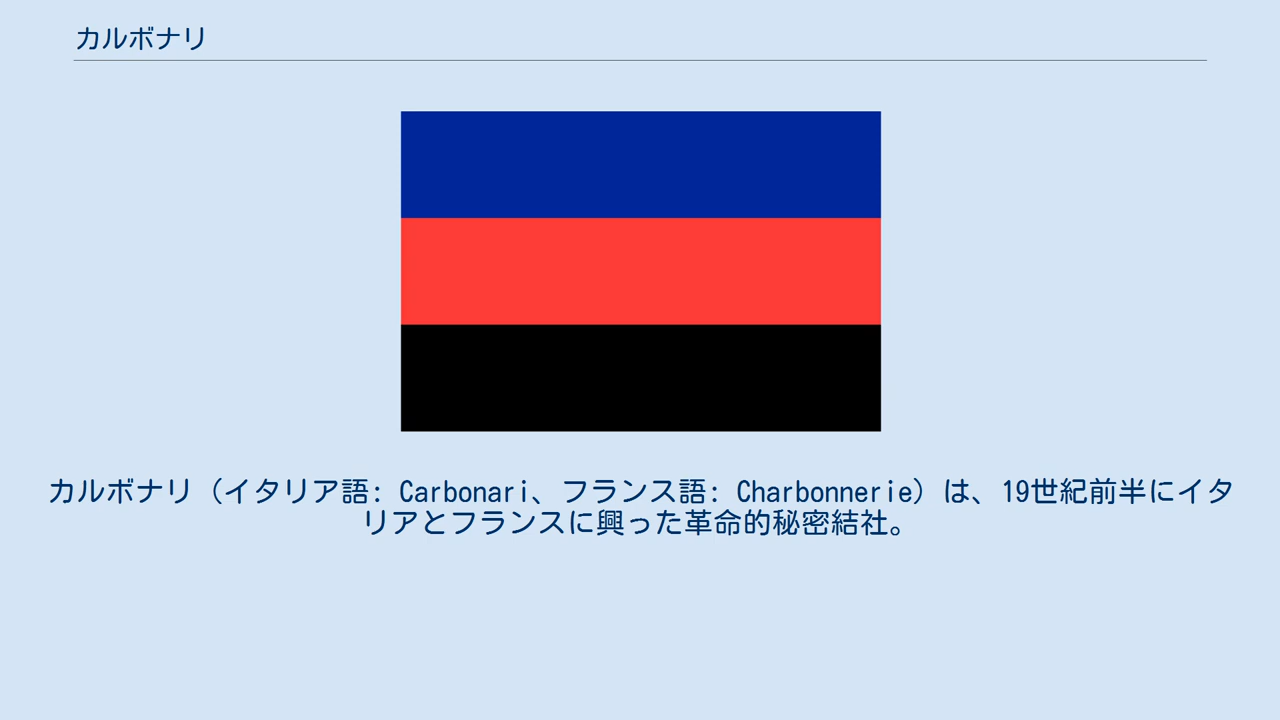 カルボナリ
カルボナリ（イタリア語: Carbonari、フランス語: Charbonnerie）は、19世紀前半にイタ
リアとフランスに興った革命的秘密結社。